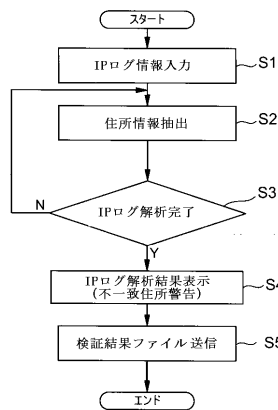 スタート
IPログ情報入力
S1
住所情報抽出
S2
IPログ解析完了
S3
N
Y
IPログ解析結果表示
(不一致住所警告)
S4
検証結果ファイル送信
S5
エンド